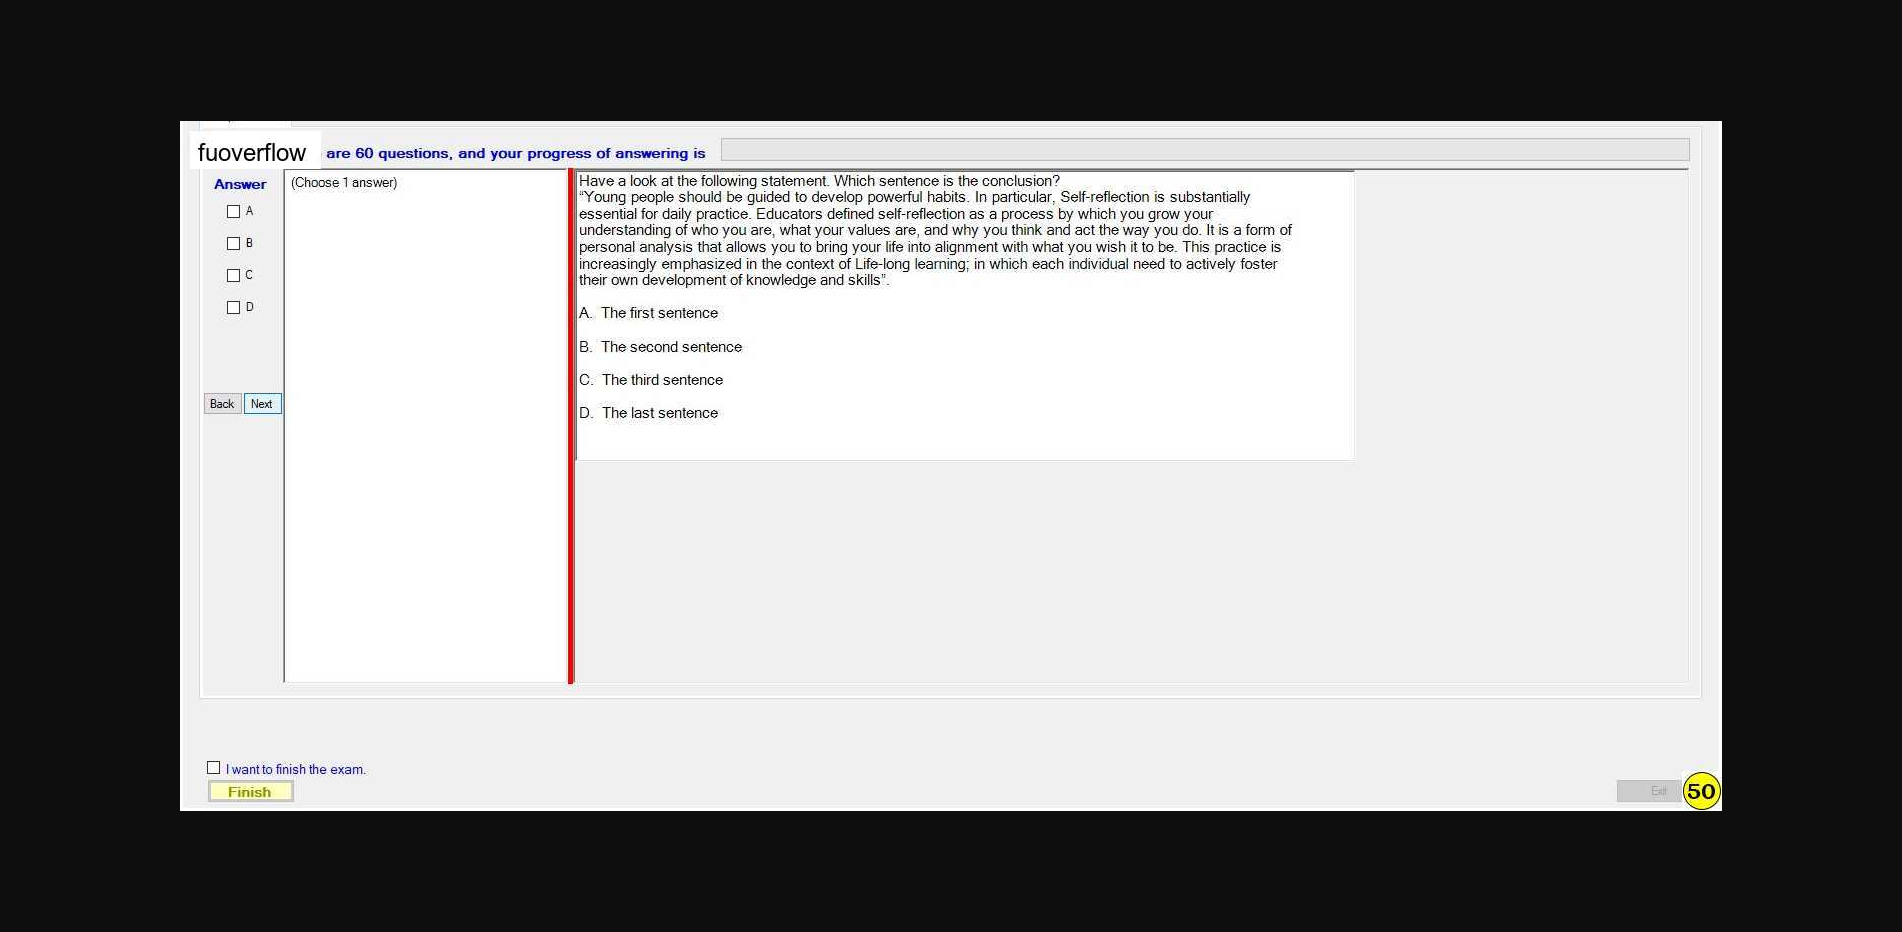 fuoverflow are 60 questions, and your progress of answering is
Answer
(Choose 1 answer)
A
B
C
D
Back Next
Have a look at the following statement. Which sentence is the conclusion?
“Young people should be guided to develop powerful habits. In particular, Self-reflection is substantially
essential for daily practice. Educators defined self-reflection as a process by which you grow your
understanding of who you are, what your values are, and why you think and act the way you do. It is a form of
personal analysis that allows you to bring your life into alignment with what you wish it to be. This practice is
increasingly emphasized in the context of Life-long learning; in which each individual need to actively foster
their own development of knowledge and skills”.
A. The first sentence
B. The second sentence
C. The third sentence
D. The last sentence
I want to finish the exam.
Finish
Exit
50